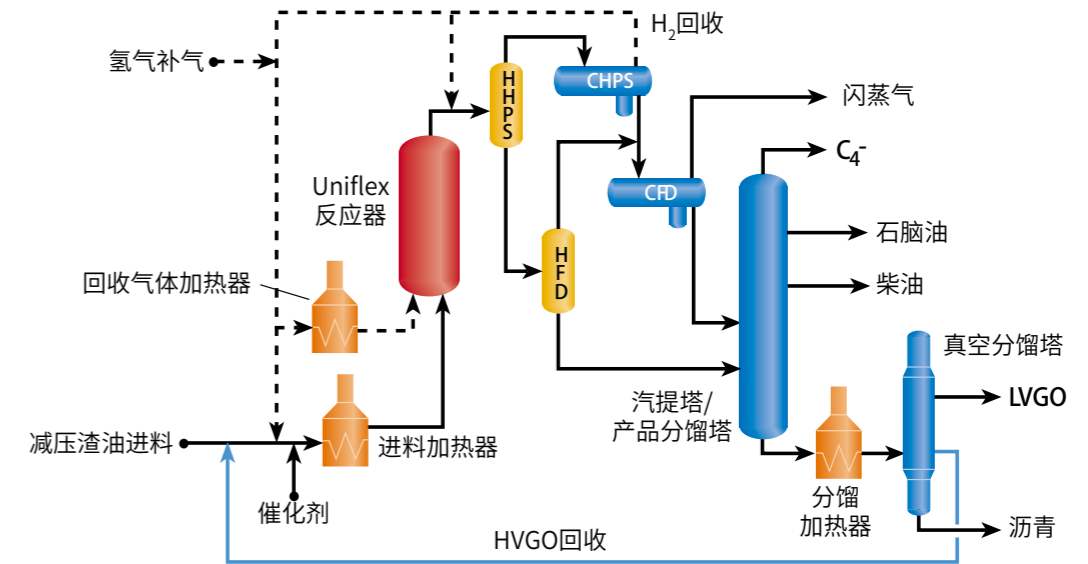 H2回收
氢气补气
HHPS
CHPS
闪蒸气
C4-
Uniflex
反应器
CFD
石脑油
HFD
回收气体加热器
柴油
真空分馏塔
汽提塔/
产品分馏塔
LVGO
减压渣油进料
进料加热器
催化剂
分馏
加热器
沥青
HVGO回收